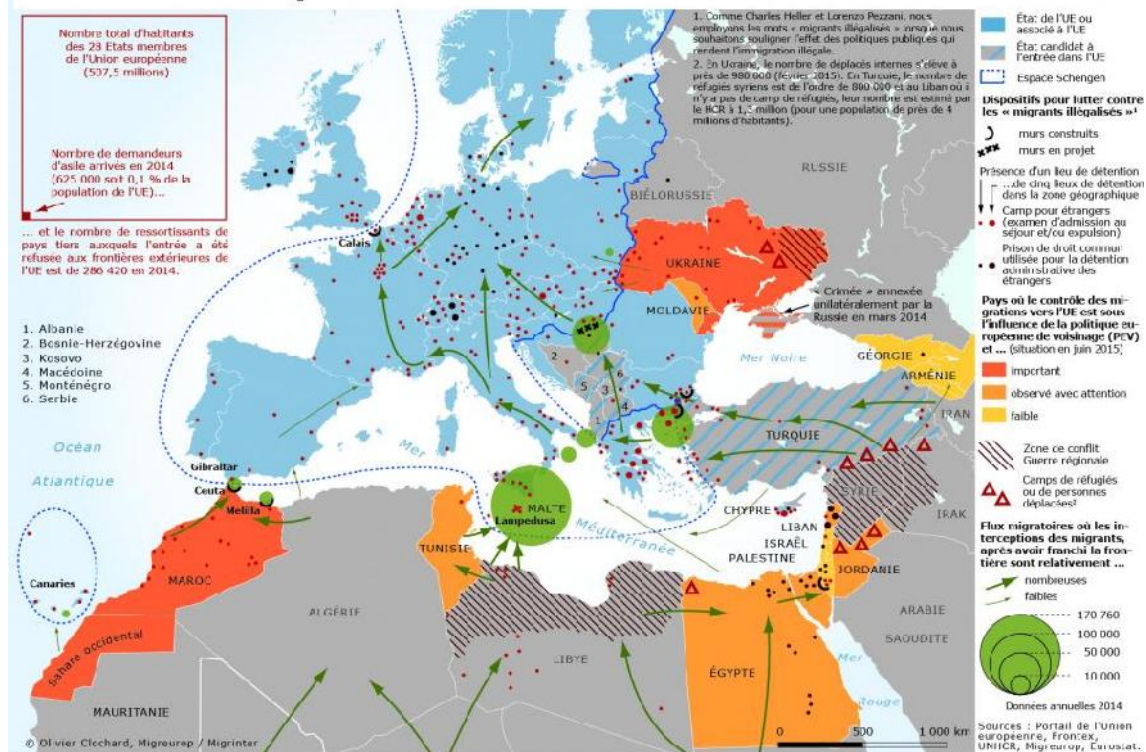 Nombre total d'habitants
des 28 Etats membres
de l'Union européenne
(507,5 millions)
Nombre de demandeurs
d'asile arrivés en 2014
(625 000 soit 0,1 % de la
population de l'UE)...
... et le nombre de ressortissants de
pays tiers auxquels l'entrée a été
refusée aux frontières extérieures de
l'UE est de 286 420 en 2014.
1. Albanie
2. Bosnie-Herzégovine
3. Kosovo
4. Macédoine
5. Monténégro
6. Serbie
1. Comme Charles Heller et Lorenzo Pezzani, nous
employons les mots « migrants illégalisés » lorsque nous
souhaitons souligner l'effet des politiques publiques qui
rendent l'immigration illégale.
2. En Ukraine, le nombre de déplacés internes s'élève à
près de 980 000 (février 2015). En Turquie, le nombre de
réfugiés syriens est de l'ordre de 800 000 et au Liban où i
n'y a pas de camp de réfugiés, leur nombre est estimé par
le HCR à 1,3 million (pour une population de près de 4
millions d'habitants).
RUSSIE
BIÉLORUSSIE
Calais
UKRAINE
« Crimée » annexée
unilatéralement par la
Russie en mars 2014
MOLDAVIE
Mer Noire
GÉORGIE
ARMÉNIE
IRAN
2
6
5
3
4
1
TURQUIE
Océan
Atlantique
Mer
Méditerranée
Gibraltar
Ceuta
Melilla
MALTE
Lampedusa
CHYPRE
SYRIE
LIBAN
ISRAËL
PALESTINE
IRAK
JORDANIE
TUNISIE
Canaries
MAROC
ALGÉRIE
LIBYE
ÉGYPTE
ARABIE
SAOUDITE
Sahara occidental
MAURITANIE
Mer
Rouge
0 500 1 000 km
© Olivier Clochard, Migreurop / Migrinter
État de l'UE ou
associé à l'UE
État candidat à
l'entrée dans l'UE
Espace Schengen
Dispositifs pour lutter contre
les « migrants illégalisés »¹
murs construits
murs en projet
Présence d'un lieu de détention
...de cinq lieux de détention
dans la zone géographique
Camp pour étrangers
(examen d'admission au
séjour et/ou expulsion)
Prison de droit commun
utilisée pour la détention
administrative des
étrangers
Pays où le contrôle des mi-
grations vers l'UE est sous
l'influence de la politique eu-
ropéenne de voisinage (PEV)
et ... (situation en juin 2015)
important
observé avec attention
faible
Zone de conflit
Guerre régionale
Camps de réfugiés
ou de personnes
déplacées²
Flux migratoires où les in-
terceptions des migrants,
après avoir franchi la fron-
tière sont relativement ...
nombreuses
faibles
170 760
100 000
50 000
10 000
Données annuelles 2014
Sources : Portail de l'Union
européenne, Frontex,
UNHCR, Migreurop, Eurostat.